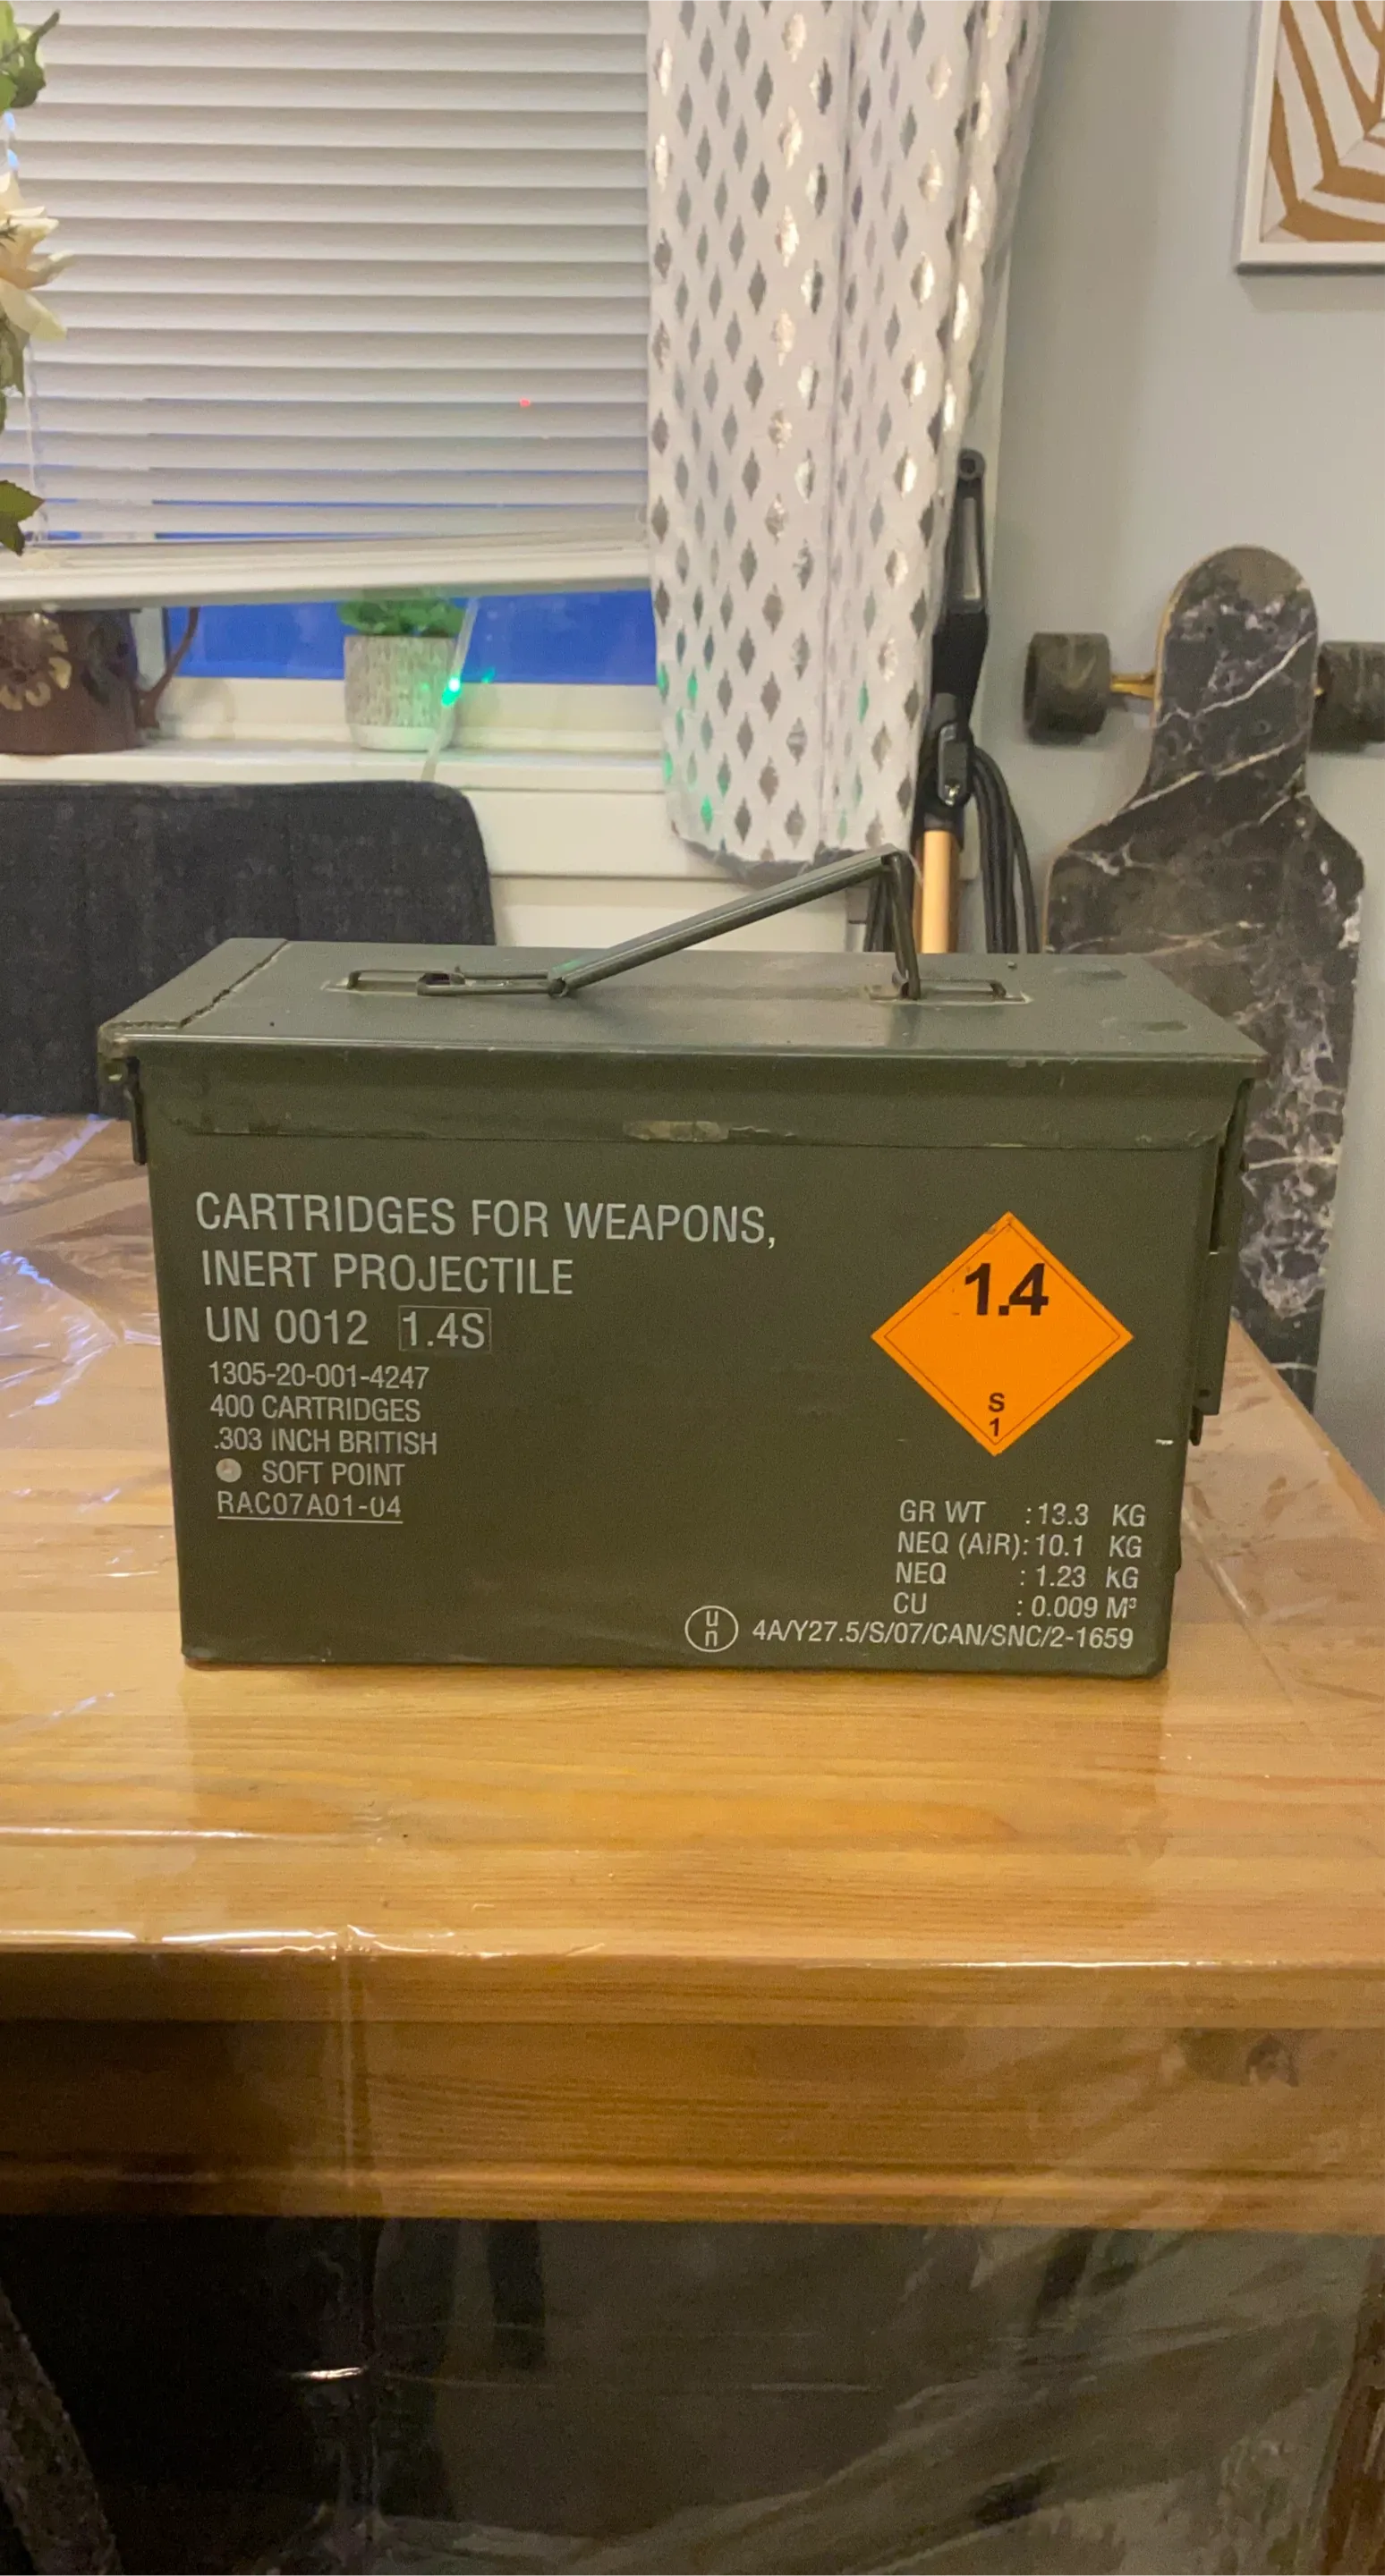 CARTRIDGES FOR WEAPONS,
INERT PROJECTILE
UN 0012 1.4S
1305-20-001-4247
400 CARTRIDGES
.303 INCH BRITISH
SOFT POINT
RAC07A01-04
1.4
S
1
GR WT : 13.3 KG
NEQ (AIR): 10.1 KG
NEQ : 1.23 KG
CU : 0.009 M³
un 4A/Y27.5/S/07/CAN/SNC/2-1659